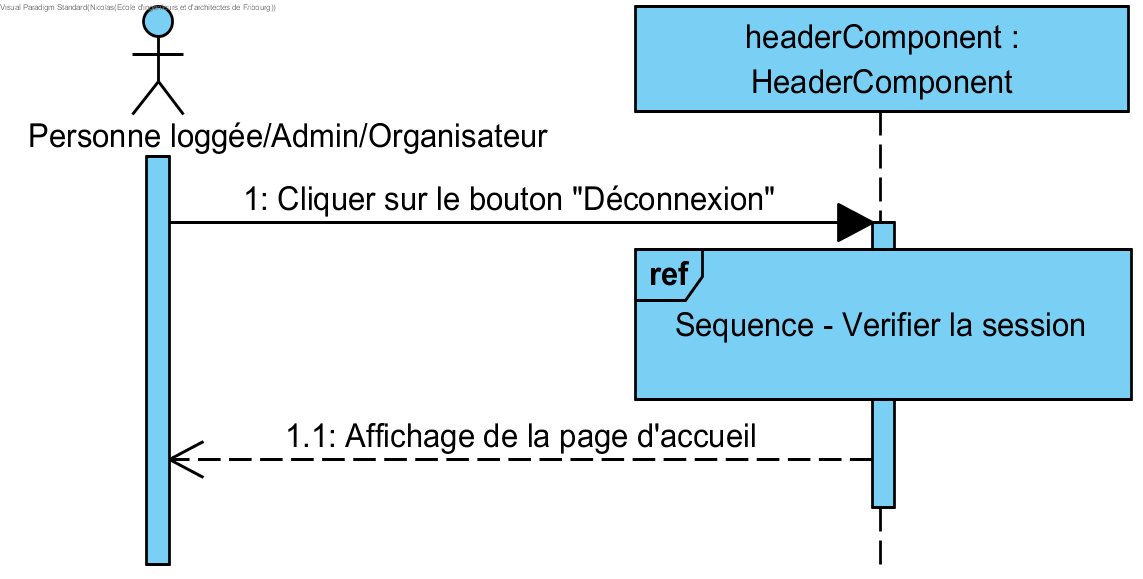 Visual Paradigm Standard(Nicolas(Ecole d'ingénieurs et d'architectes de Fribourg))
headerComponent :
HeaderComponent
Personne loggée/Admin/Organisateur
1: Cliquer sur le bouton "Déconnexion"
ref
Sequence - Verifier la session
1.1: Affichage de la page d'accueil